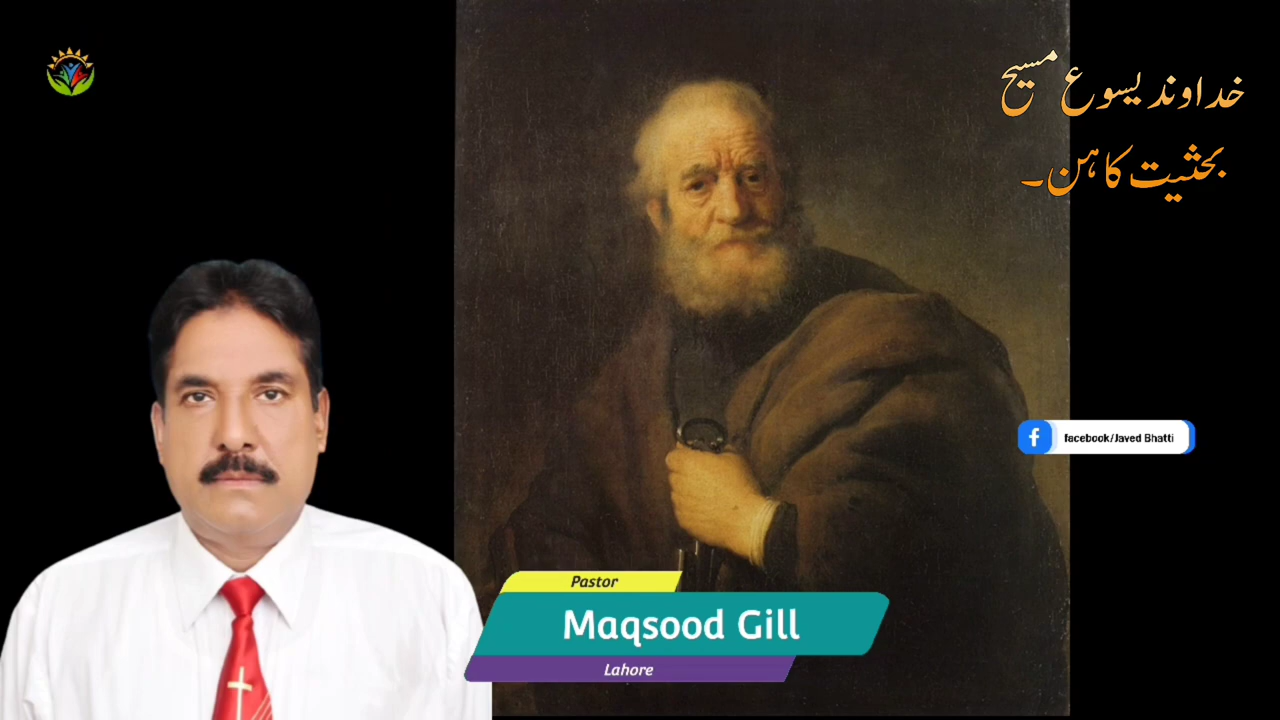 خداوند یسوع مسیح
بحثیت کاہن۔
facebook/Javed Bhatti
Pastor
Maqsood Gill
Lahore